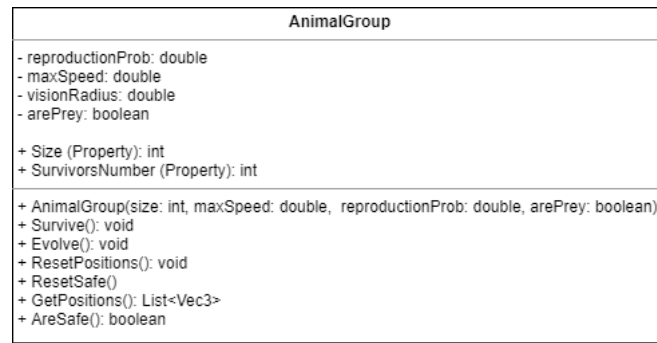 AnimalGroup
- reproductionProb: double
- maxSpeed: double
- visionRadius: double
- arePrey: boolean
+ Size (Property): int
+ SurvivorsNumber (Property): int
+ AnimalGroup(size: int, maxSpeed: double, reproductionProb: double, arePrey: boolean)
+ Survive(): void
+ Evolve(): void
+ ResetPositions(): void
+ ResetSafe()
+ GetPositions(): List<Vec3>
+ AreSafe(): boolean